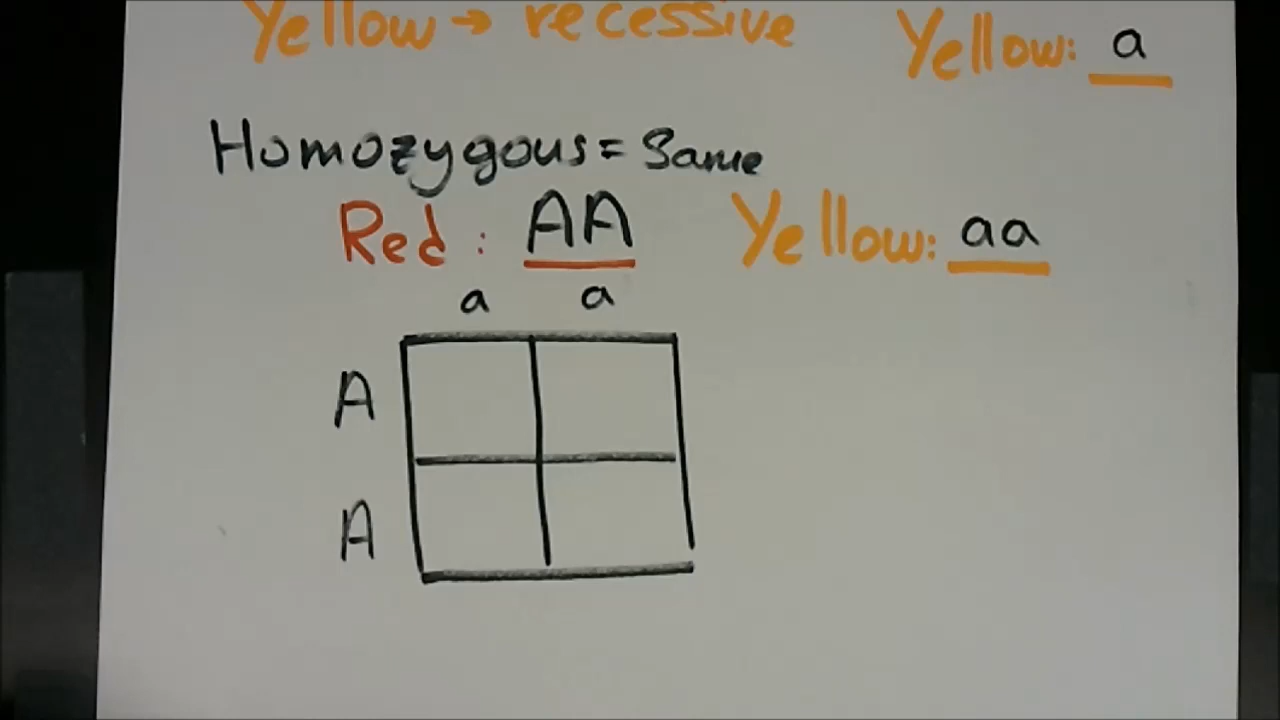 Yellow → recessive Yellow: a
Homozygous = Same
Red: AA Yellow: aa
a a
A
A